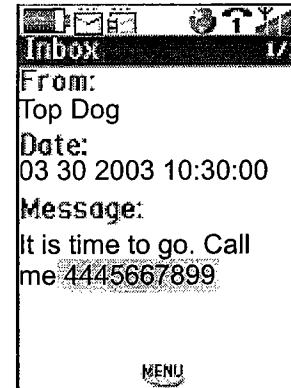 Inbox 1/
From:
Top Dog
Date:
03 30 2003 10:30:00
Message:
It is time to go. Call
me 4445667899
MENU